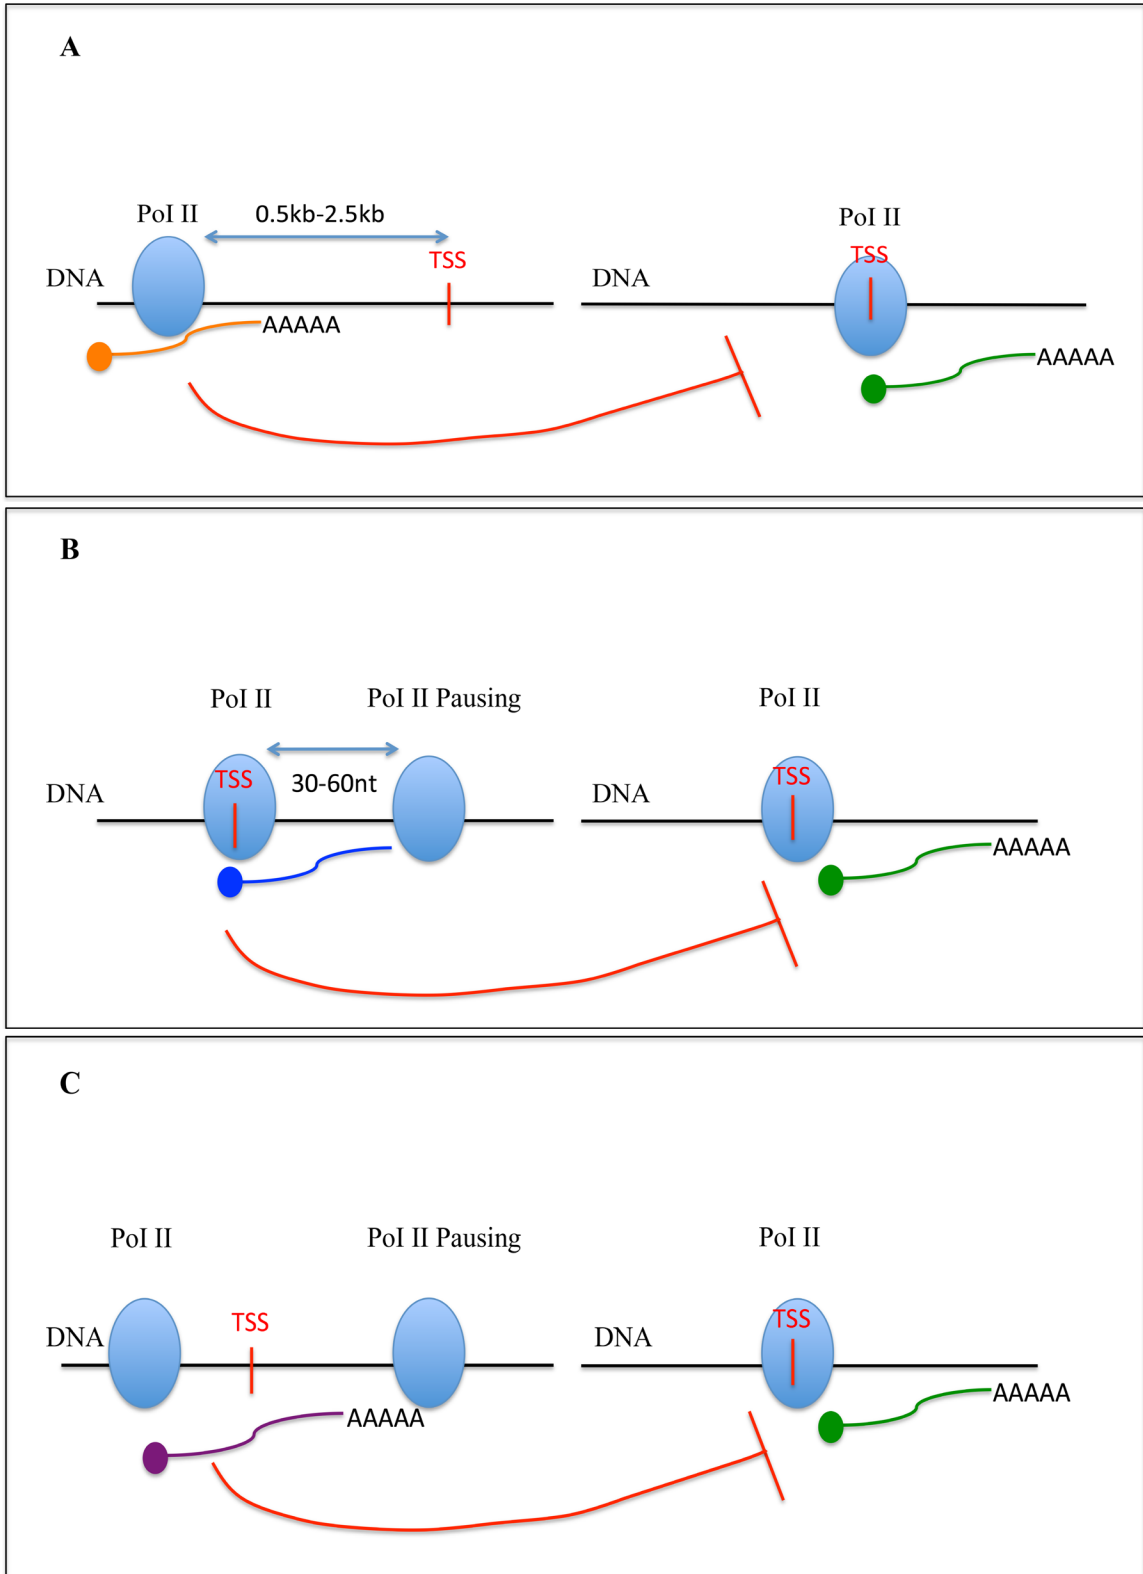 A
Pol II
0.5kb-2.5kb
Pol II
TSS
TSS
DNA
DNA
AAAAA
AAAAA
B
Pol II
Pol II Pausing
Pol II
TSS
30-60nt
TSS
DNA
DNA
AAAAA
C
Pol II
Pol II Pausing
Pol II
TSS
TSS
DNA
DNA
AAAAA
AAAAA